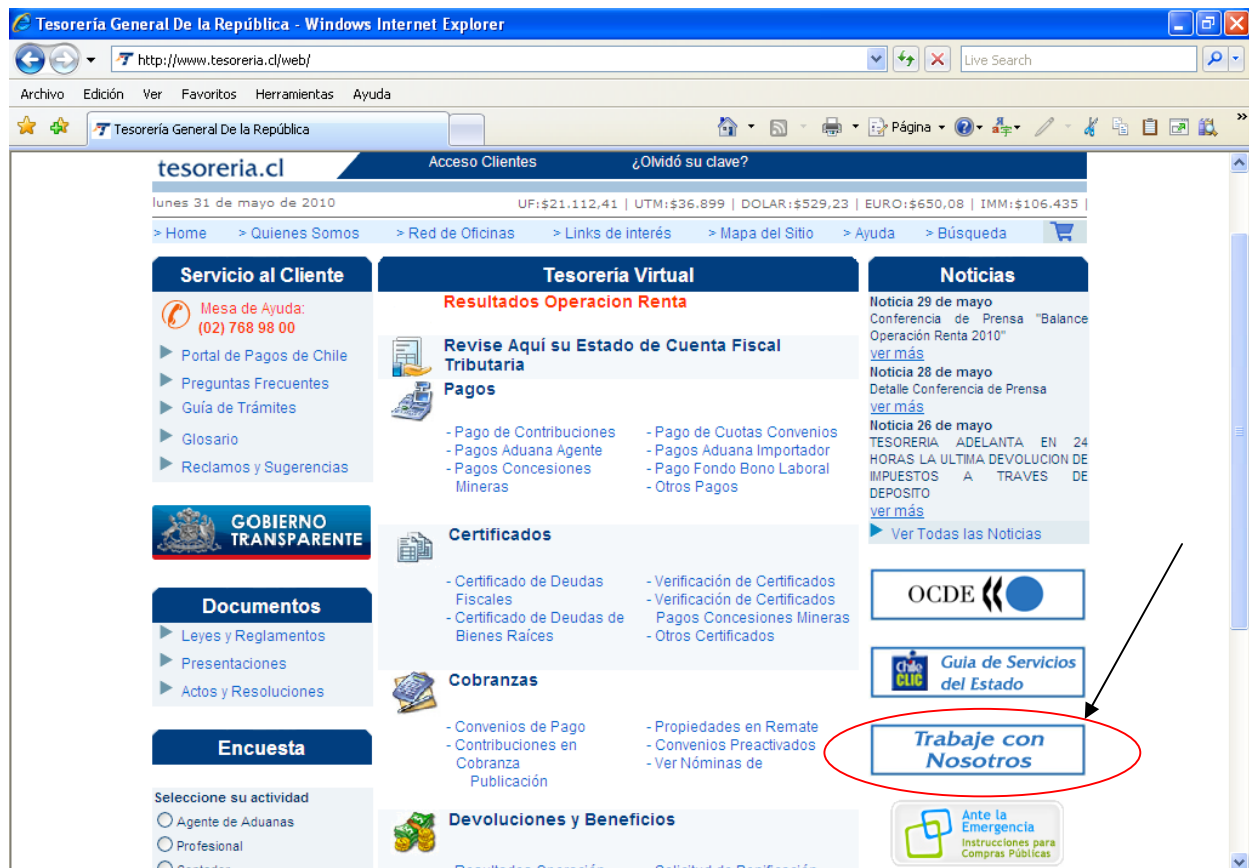 Tesorería General De la República - Windows Internet Explorer
http://www.tesoreria.cl/web/
Live Search
Archivo Edición Ver Favoritos Herramientas Ayuda
Tesorería General De la República
Página
tesoreria.cl
Acceso Clientes
¿Olvidó su clave?
lunes 31 de mayo de 2010
UF:$21.112,41 | UTM:$36.899 | DOLAR:$529,23 | EURO:$650,08 | IMM:$106.435 |
> Home > Quienes Somos > Red de Oficinas > Links de interés > Mapa del Sitio > Ayuda > Búsqueda
Servicio al Cliente
Mesa de Ayuda:
(02) 768 98 00
Portal de Pagos de Chile
Preguntas Frecuentes
Guía de Trámites
Glosario
Reclamos y Sugerencias
GOBIERNO
TRANSPARENTE
Documentos
Leyes y Reglamentos
Presentaciones
Actos y Resoluciones
Encuesta
Seleccione su actividad
Agente de Aduanas
Profesional
Tesorería Virtual
Resultados Operacion Renta
Revise Aquí su Estado de Cuenta Fiscal
Tributaria
Pagos
- Pago de Contribuciones
- Pagos Aduana Agente
- Pagos Concesiones
Mineras
- Pago de Cuotas Convenios
- Pagos Aduana Importador
- Pago Fondo Bono Laboral
- Otros Pagos
Certificados
- Certificado de Deudas
Fiscales
- Certificado de Deudas de
Bienes Raíces
- Verificación de Certificados
- Verificación de Certificados
Pagos Concesiones Mineras
- Otros Certificados
Cobranzas
- Convenios de Pago
- Contribuciones en
Cobranza
Publicación
- Propiedades en Remate
- Convenios Preactivados
- Ver Nóminas de
Devoluciones y Beneficios
Noticias
Noticia 29 de mayo
Conferencia de Prensa "Balance
Operación Renta 2010"
ver más
Noticia 28 de mayo
Detalle Conferencia de Prensa
ver más
Noticia 26 de mayo
TESORERIA ADELANTA EN 24
HORAS LA ULTIMA DEVOLUCION DE
IMPUESTOS A TRAVES DE
DEPOSITO
ver más
Ver Todas las Noticias
OCDE
Chile
CLIC
Guia de Servicios
del Estado
Trabaje con
Nosotros
Ante la
Emergencia
Instrucciones para
Compras Públicas